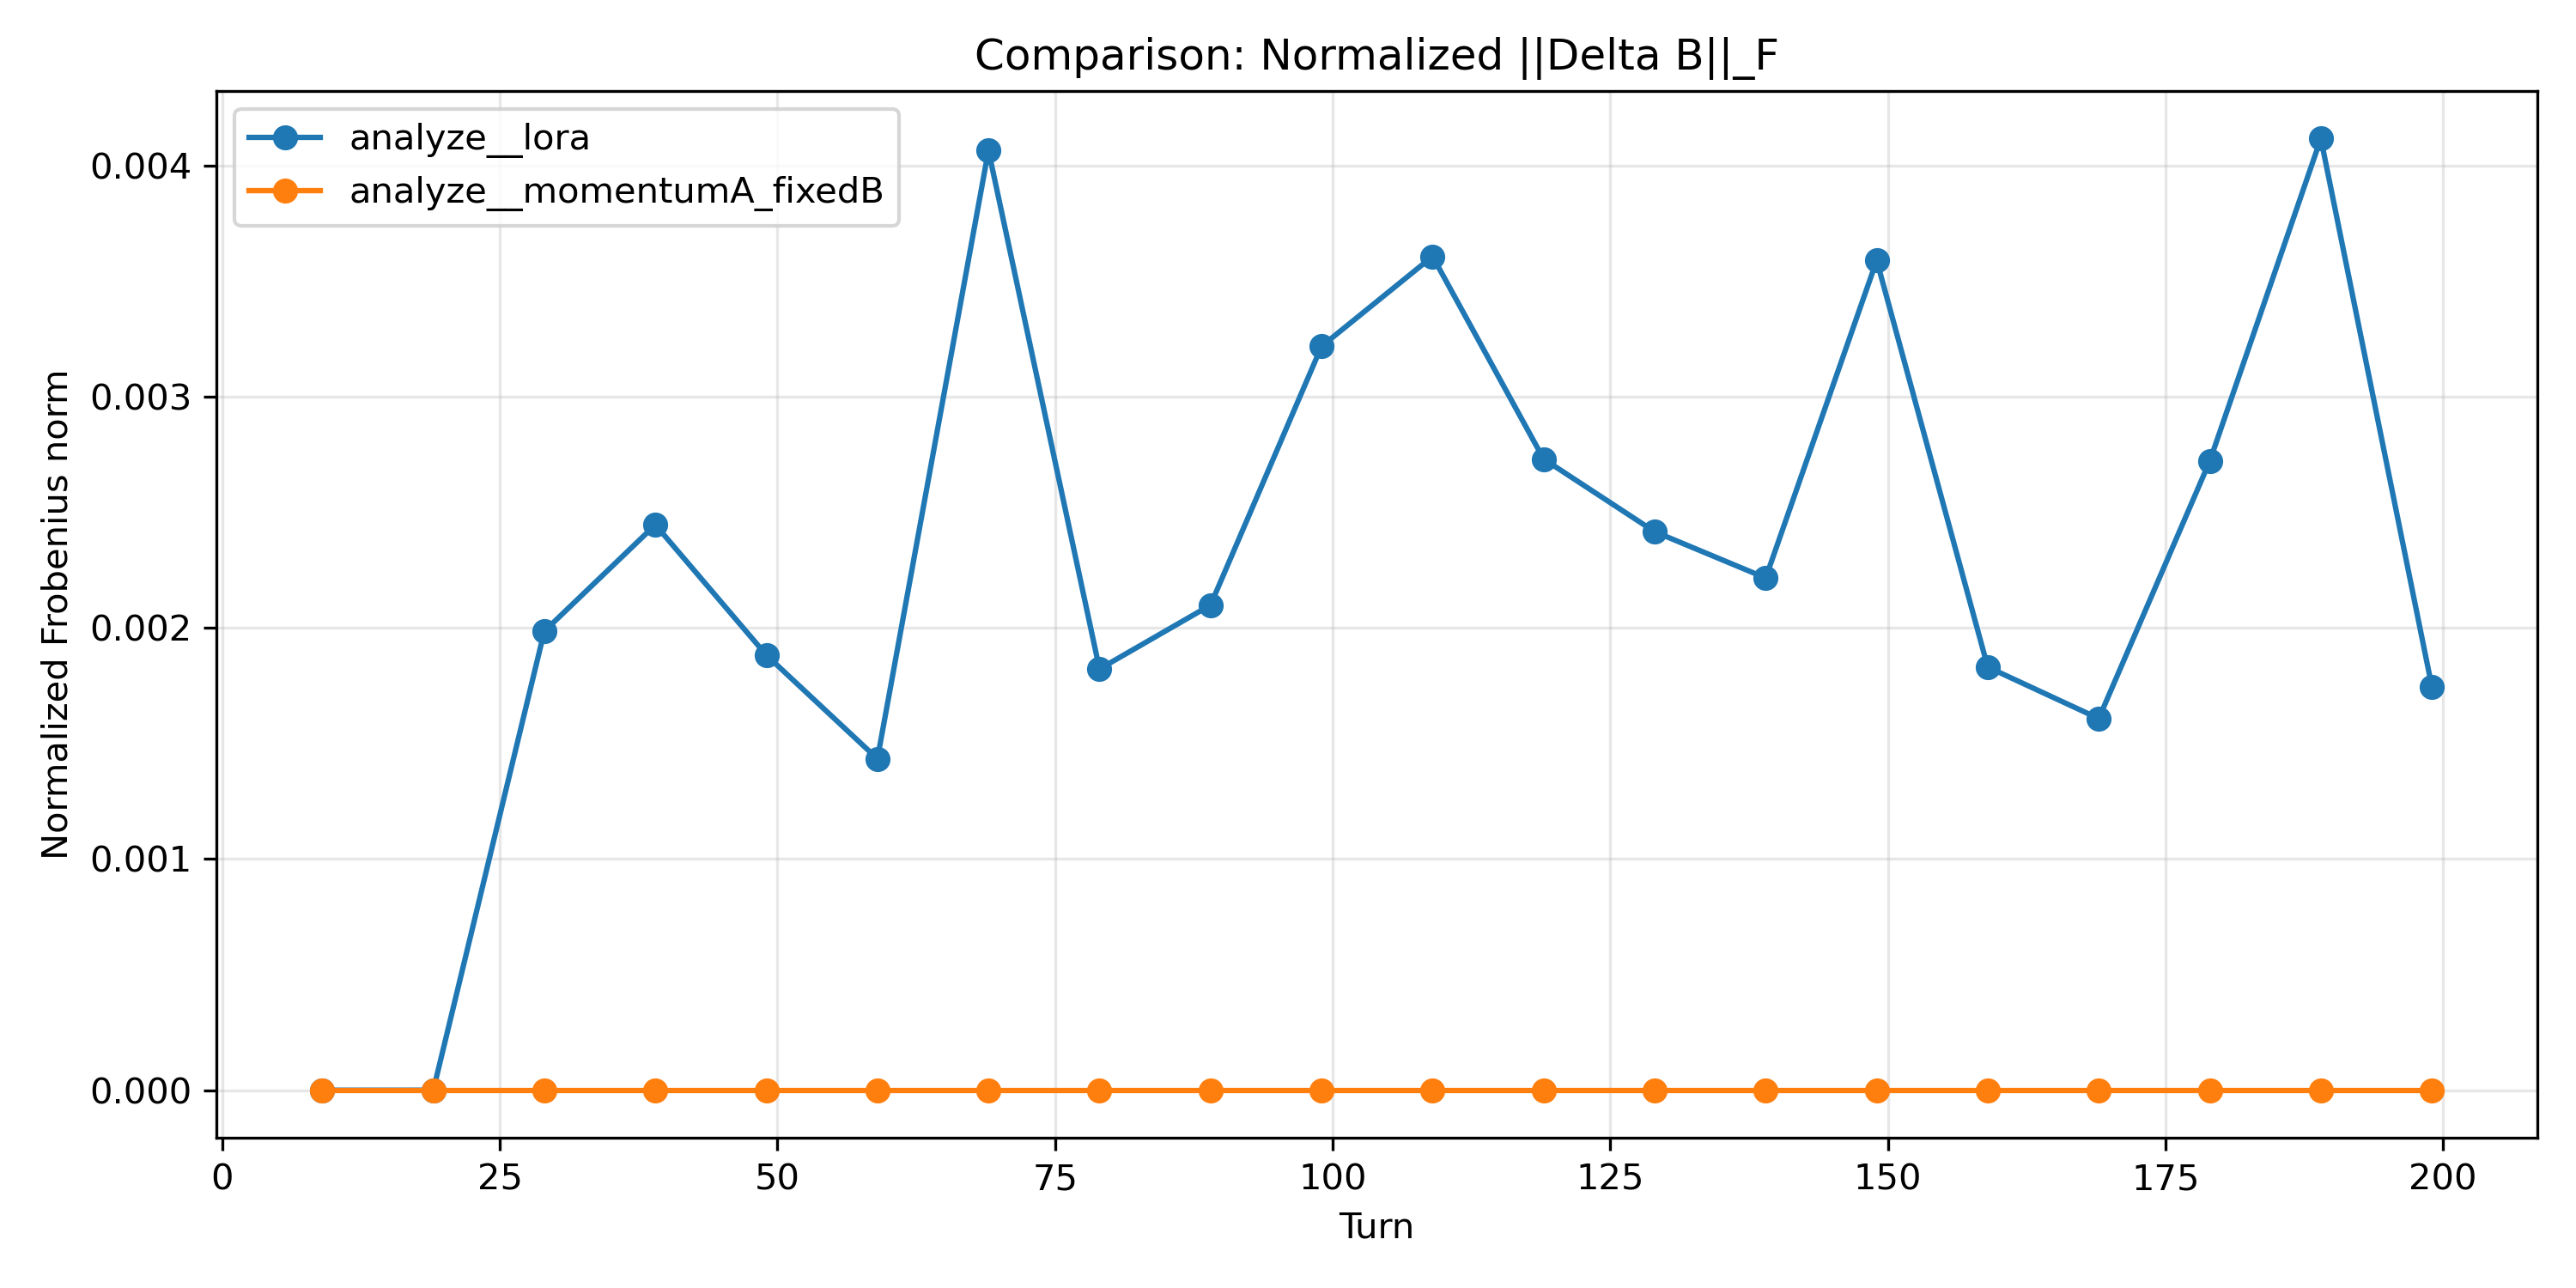 Comparison: Normalized ||Delta B||_F
analyze__lora
analyze__momentumA_fixedB
Normalized Frobenius norm
0.004
0.003
0.002
0.001
0.000
0 25 50 75 100 125 150 175 200
Turn